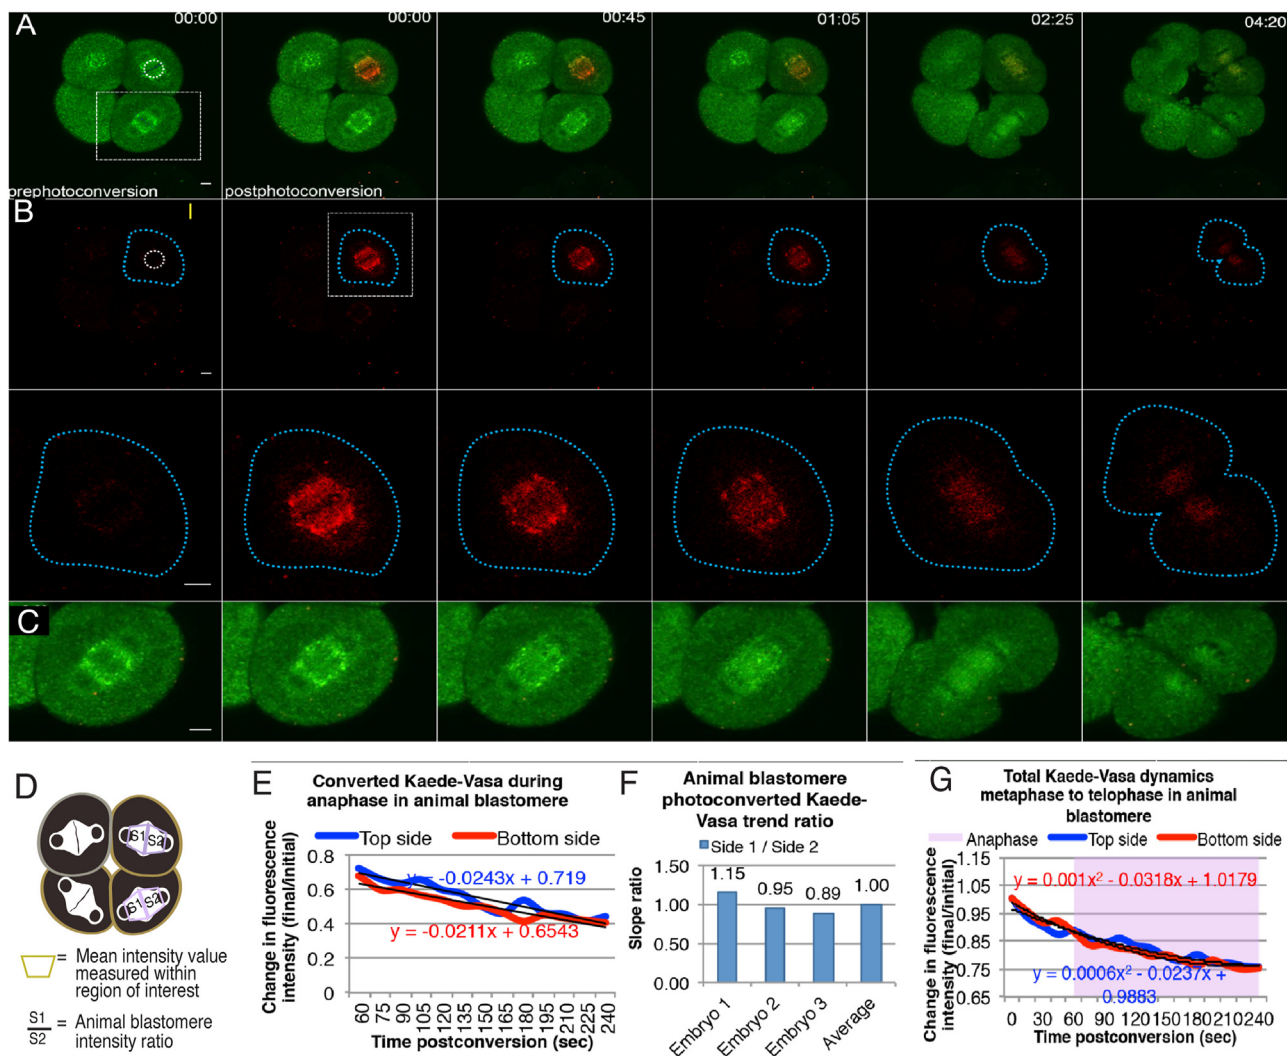 A
00:00
00:00
00:45
01:05
02:25
04:20
prephotoconversion
postphotoconversion
B
C
D
S1 S2
S1 S2
= Mean intensity value
measured within
region of interest
S1
S2
= Animal blastomere
intensity ratio
E
Converted Kaede-Vasa during
anaphase in animal blastomere
Top side
Bottom side
Change in fluorescence
intensity (final/initial)
0.8
0.6
0.4
0.2
0
y = -0.0243x + 0.719
y = -0.0211x + 0.6543
60 75 90 105 120 135 150 165 180 195 210 225 240
Time postconversion (sec)
F
Animal blastomere
photoconverted Kaede-
Vasa trend ratio
Side 1 / Side 2
Slope ratio
1.50
1.00
0.50
0.00
1.15
0.95
0.89
1.00
Embryo 1
Embryo 2
Embryo 3
Average
G
Total Kaede-Vasa dynamics
metaphase to telophase in animal
blastomere
Anaphase
Top side
Bottom side
Change in fluorescence
intensity (final/initial)
1.15
1.05
0.95
0.85
0.75
0.65
y = 0.001x² - 0.0318x + 1.0179
y = 0.0006x² - 0.0237x +
0.9883
0 30 60 90 120 150 180 210 240
Time postconversion (sec)